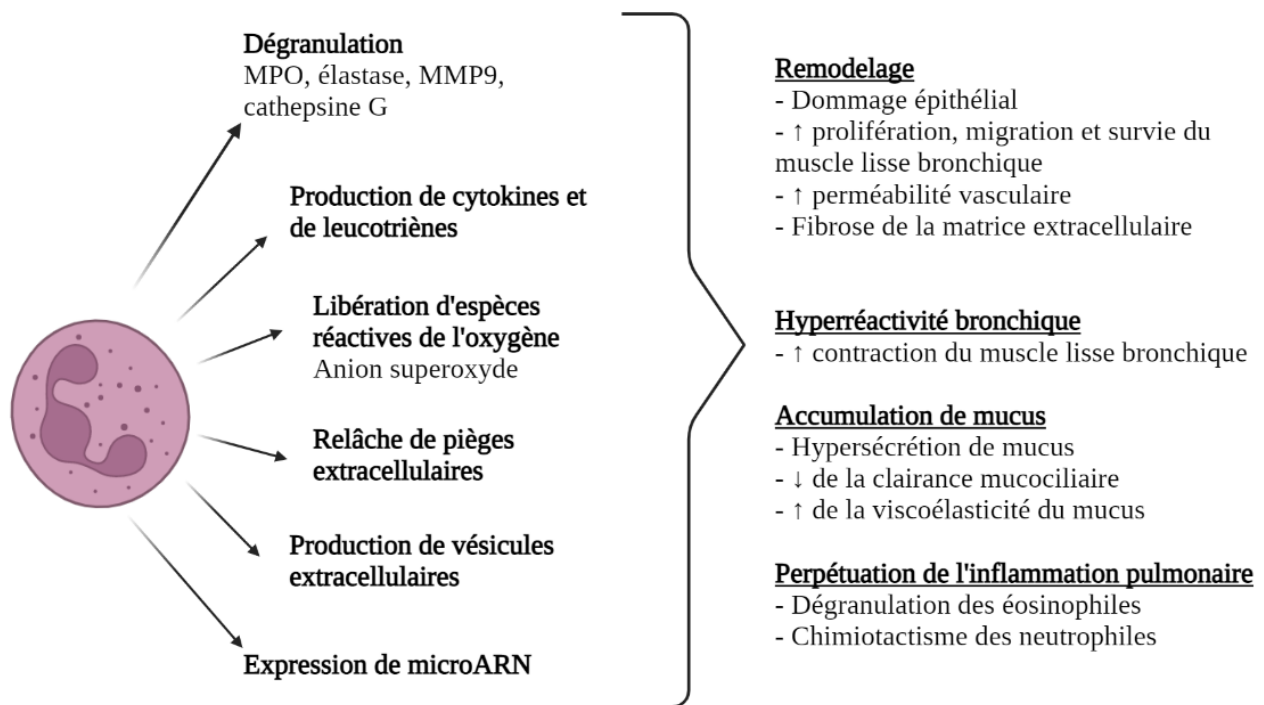 Dégranulation
MPO, élastase, MMP9,
cathepsine G
Production de cytokines et
de leucotriènes
Libération d'espèces
réactives de l'oxygène
Anion superoxyde
Relâche de pièges
extracellulaires
Production de vésicules
extracellulaires
Expression de microARN
Remodelage
- Dommage épithélial
- ↑ prolifération, migration et survie du
muscle lisse bronchique
- ↑ perméabilité vasculaire
- Fibrose de la matrice extracellulaire
Hyperréactivité bronchique
- ↑ contraction du muscle lisse bronchique
Accumulation de mucus
- Hypersécrétion de mucus
- ↓ de la clairance mucociliaire
- ↑ de la viscoélasticité du mucus
Perpétuation de l'inflammation pulmonaire
- Dégranulation des éosinophiles
- Chimiotactisme des neutrophiles